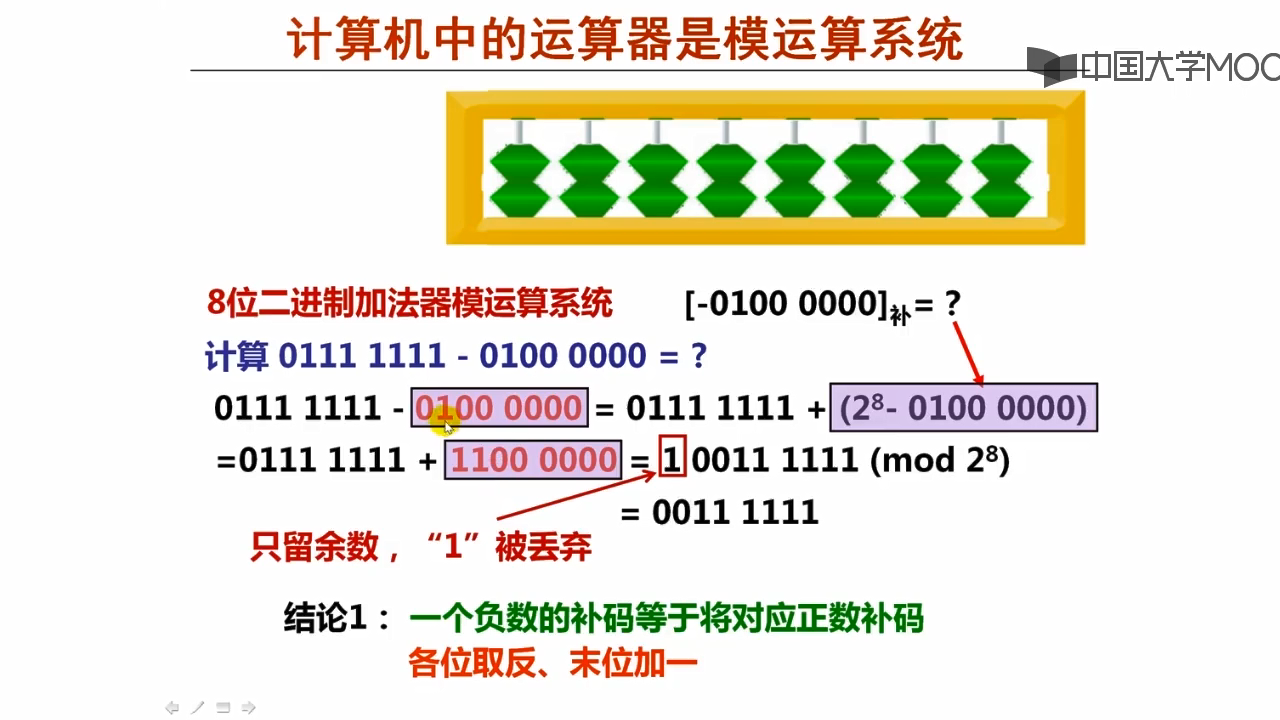 计算机中的运算器是模运算系统
中国大学MOO
8位二进制加法器模运算系统 [-0100 0000]补= ?
计算 0111 1111 - 0100 0000 = ?
0111 1111 - 0100 0000 = 0111 1111 + (2⁸- 0100 0000)
=0111 1111 + 1100 0000 = 1 0011 1111 (mod 2⁸)
= 0011 1111
只留余数，“1”被丢弃
结论1： 一个负数的补码等于将对应正数补码
各位取反、末位加一